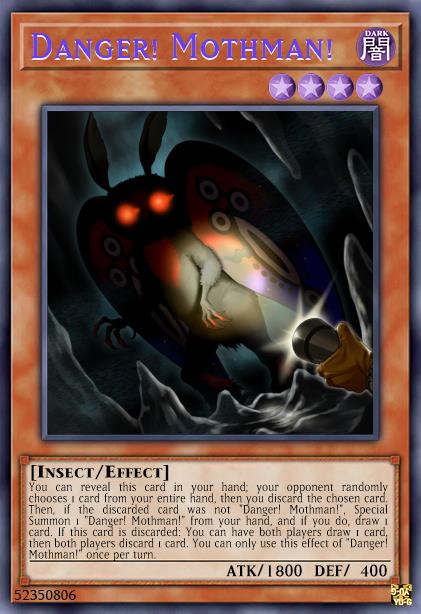 Danger! Mothman!
DARK
闇
[Insect/Effect]
You can reveal this card in your hand; your opponent randomly
chooses 1 card from your entire hand, then you discard the chosen card.
Then, if the discarded card was not "Danger! Mothman!", Special
Summon 1 "Danger! Mothman!" from your hand, and if you do, draw 1
card. If this card is discarded: You can have both players draw 1 card,
then both players discard 1 card. You can only use this effect of "Danger!
Mothman!" once per turn.
ATK/1800 DEF/ 400
52350806